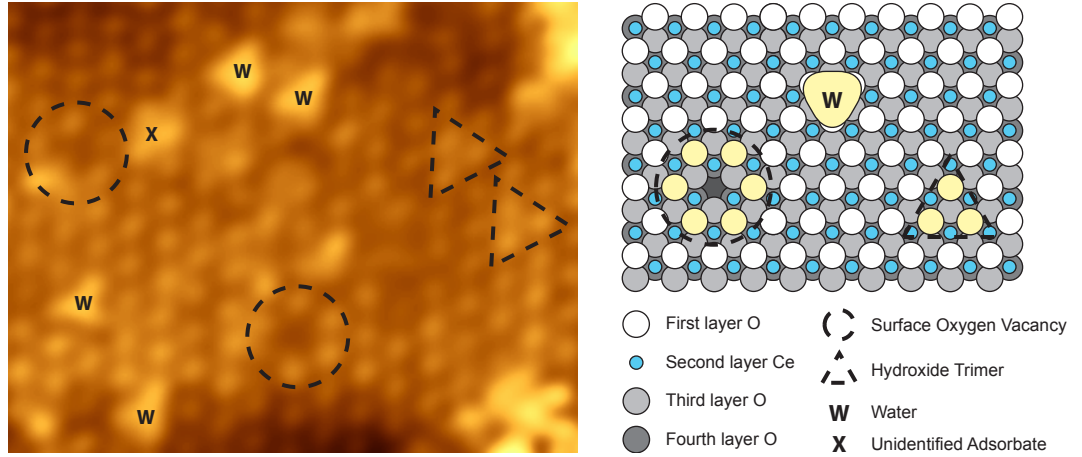 W
W
X
W
W
W
First layer O
Second layer Ce
Third layer O
Fourth layer O
Surface Oxygen Vacancy
Hydroxide Trimer
W Water
X Unidentified Adsorbate